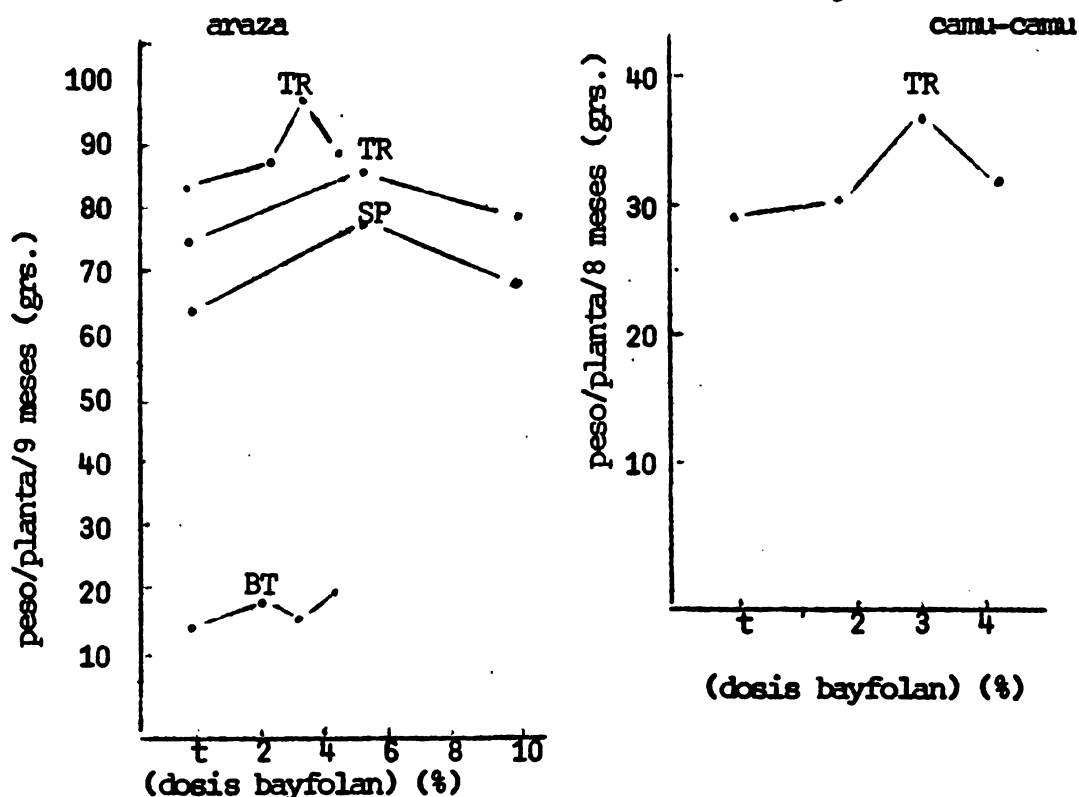 araza
peso/planta/9 meses (grs.)
100
90
80
70
60
50
40
30
20
10
TR
TR
SP
BT
t 2 4 6 8 10
(dosis bayfolan) (%)
camu-camu
peso/planta/8 meses (grs.)
40
30
20
10
TR
t 2 3 4
(dosis bayfolan) (%)